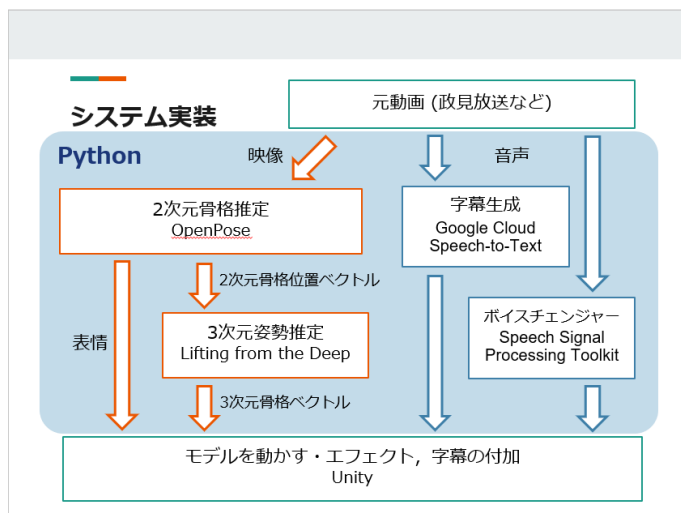 システム実装
元動画 (政見放送など)
Python
映像
音声
2次元骨格推定
OpenPose
字幕生成
Google Cloud
Speech-to-Text
2次元骨格位置ベクトル
表情
3次元姿勢推定
Lifting from the Deep
ボイスチェンジャー
Speech Signal
Processing Toolkit
3次元骨格ベクトル
モデルを動かす・エフェクト，字幕の付加
Unity